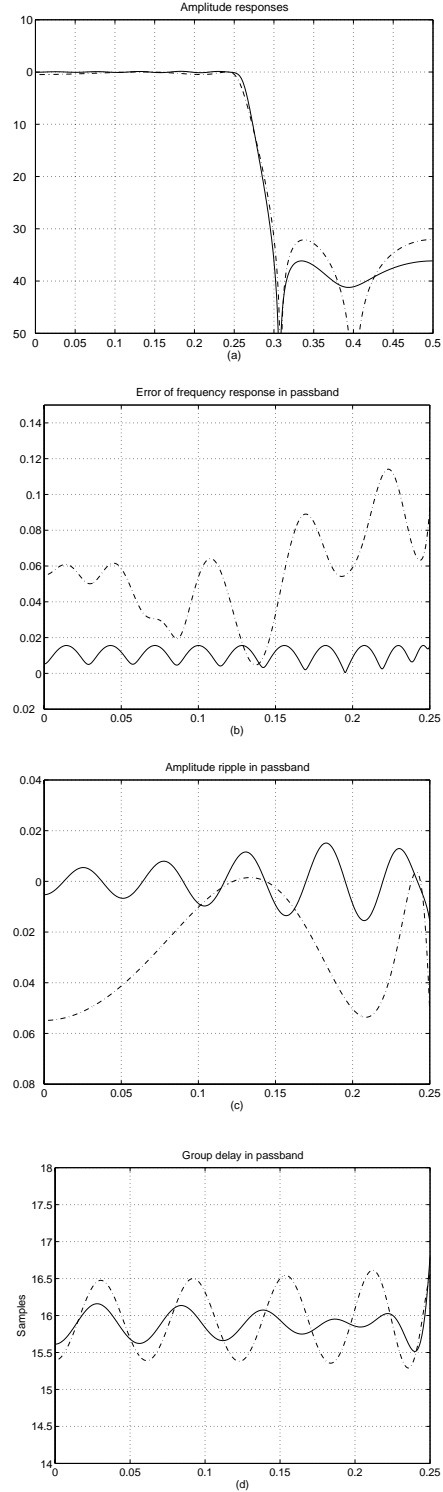 Amplitude responses
10
0
10
20
30
40
50
0 0.05 0.1 0.15 0.2 0.25 0.3 0.35 0.4 0.45 0.5
(a)
Error of frequency response in passband
0.14
0.12
0.1
0.08
0.06
0.04
0.02
0
0.02
0 0.05 0.1 0.15 0.2 0.25
(b)
Amplitude ripple in passband
0.04
0.02
0
0.02
0.04
0.06
0.08
0 0.05 0.1 0.15 0.2 0.25
(c)
Group delay in passband
18
17.5
17
16.5
16
15.5
15
14.5
14
Samples
0 0.05 0.1 0.15 0.2 0.25
(d)